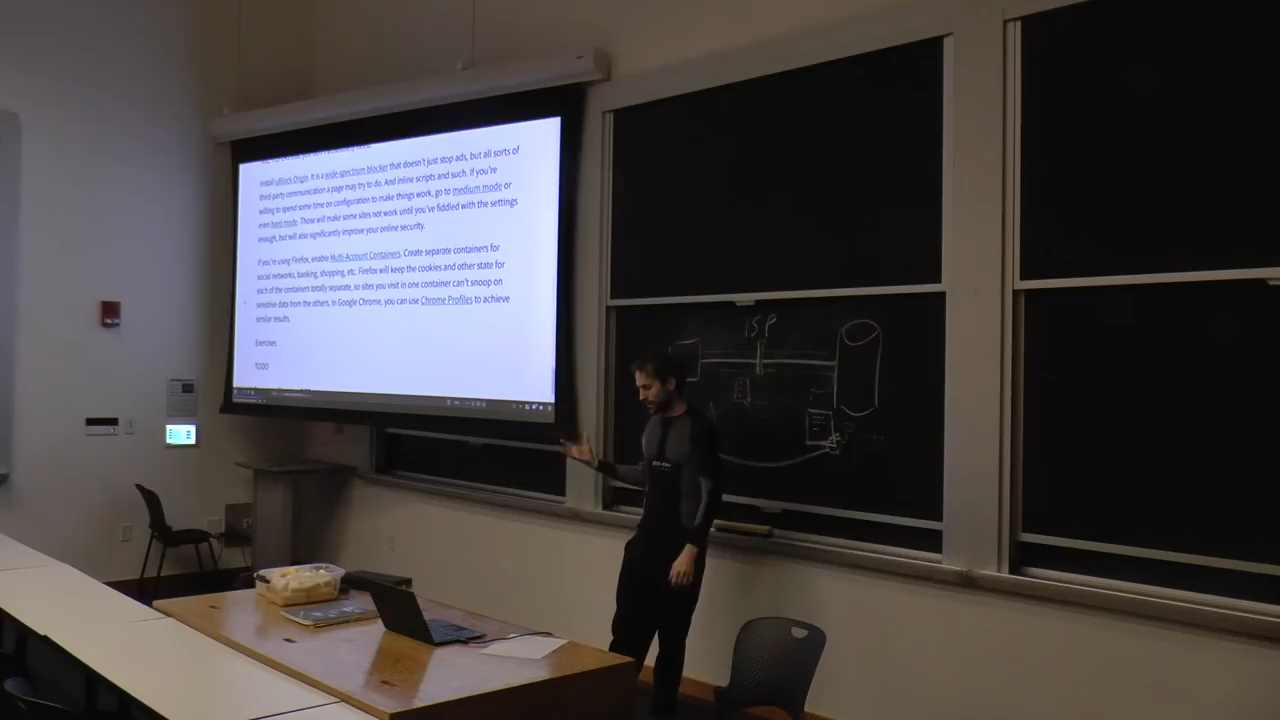 Install uBlock Origin. It is a wide-spectrum blocker that doesn't just stop ads, but all sorts of
third-party communication a page may try to do. And inline scripts and such. If you're
willing to spend some time on configuration to make things work, go to medium mode or
even hard mode. Those will make some sites not work until you've fiddled with the settings
enough, but will also significantly improve your online security.
If you're using Firefox, enable Multi-Account Containers. Create separate containers for
social networks, banking, shopping, etc. Firefox will keep the cookies and other state for
each of the containers totally separate, so sites you visit in one container can't snoop on
sensitive data from the others. In Google Chrome, you can use Chrome Profiles to achieve
similar results.
Exercises
TODO
ISP